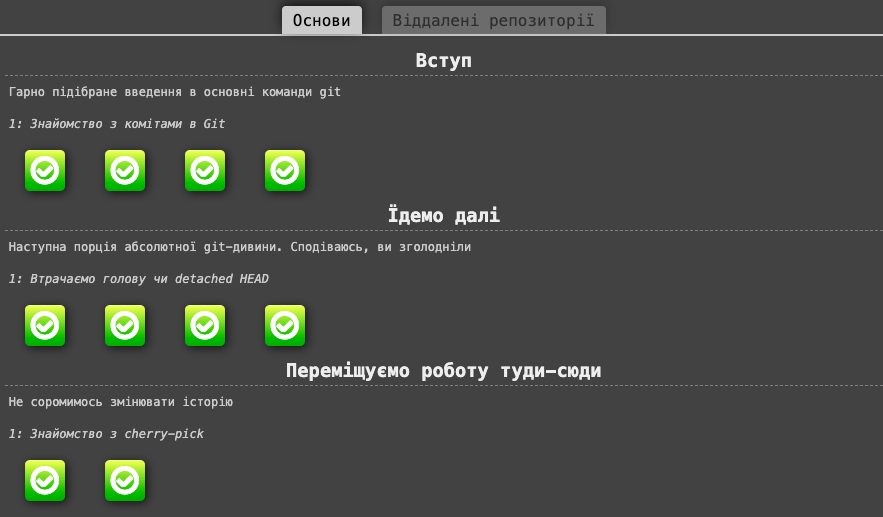 Основи Віддалені репозиторії
Вступ
Гарно підібране введення в основні команди git
1: Знайомство з комітами в Git
Їдемо далі
Наступна порція абсолютної git-дивини. Сподіваюсь, ви зголодніли
1: Втрачаємо голову чи detached HEAD
Переміщуємо роботу туди-сюди
Не соромимось змінювати історію
1: Знайомство з cherry-pick